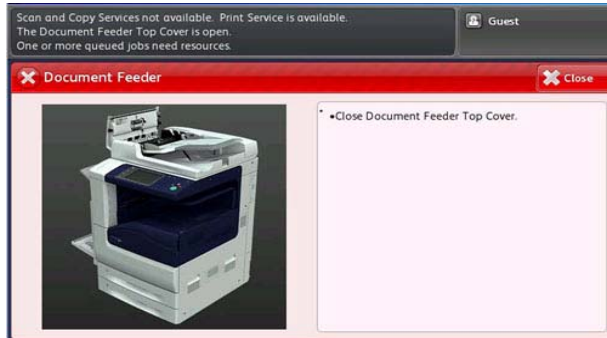 Scan and Copy Services not available. Print Service is available.
The Document Feeder Top Cover is open.
One or more queued jobs need resources.
Guest
Document Feeder
Close
•Close Document Feeder Top Cover.